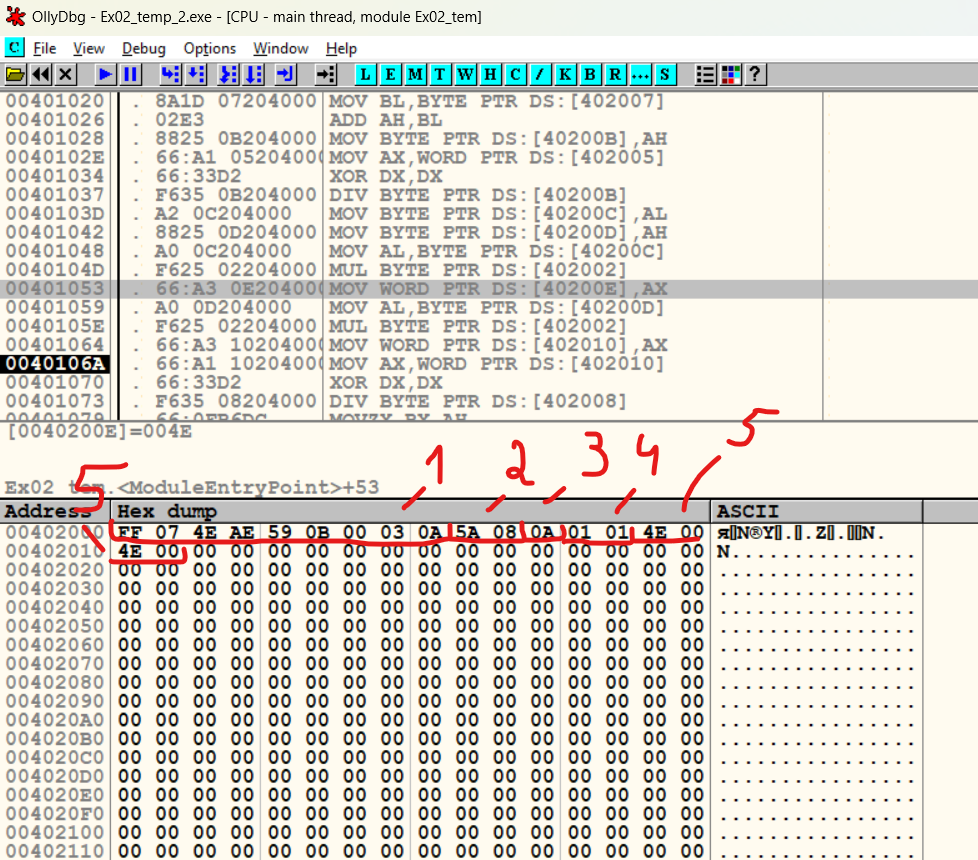 OllyDbg - Ex02_temp_2.exe - [CPU - main thread, module Ex02_tem]
C File View Debug Options Window Help
L E M T W H C / K B R ... S ?
00401020 . 8A1D 07204000 MOV BL,BYTE PTR DS:[402007]
00401026 . 02E3 ADD AH,BL
00401028 . 8825 0B204000 MOV BYTE PTR DS:[40200B],AH
0040102E . 66:A1 05204000 MOV AX,WORD PTR DS:[402005]
00401034 . 66:33D2 XOR DX,DX
00401037 . F635 0B204000 DIV BYTE PTR DS:[40200B]
0040103D . A2 0C204000 MOV BYTE PTR DS:[40200C],AL
00401042 . 8825 0D204000 MOV BYTE PTR DS:[40200D],AH
00401048 . A0 0C204000 MOV AL,BYTE PTR DS:[40200C]
0040104D . F625 02204000 MUL BYTE PTR DS:[402002]
00401053 . 66:A3 0E204000 MOV WORD PTR DS:[40200E],AX
00401059 . A0 0D204000 MOV AL,BYTE PTR DS:[40200D]
0040105E . F625 02204000 MUL BYTE PTR DS:[402002]
00401064 . 66:A3 10204000 MOV WORD PTR DS:[402010],AX
0040106A . 66:A1 10204000 MOV AX,WORD PTR DS:[402010]
00401070 . 66:33D2 XOR DX,DX
00401073 . F635 08204000 DIV BYTE PTR DS:[402008]
00401079 . 66:0FB6DC MOVZX BX,AH
[0040200E]=004E
5 1 2 3 4 5
Ex02_tem.<ModuleEntryPoint>+53
Address Hex dump ASCII
00402000 FF 07 4E AE 59 0B 00 03 0A 5A 08 0A 01 01 4E 00
00402010 4E 00 00 00 00 00 00 00 00 00 00 00 00 00 00 00 N...............
00402020 00 00 00 00 00 00 00 00 00 00 00 00 00 00 00 00 ................
00402030 00 00 00 00 00 00 00 00 00 00 00 00 00 00 00 00 ................
00402040 00 00 00 00 00 00 00 00 00 00 00 00 00 00 00 00 ................
00402050 00 00 00 00 00 00 00 00 00 00 00 00 00 00 00 00 ................
00402060 00 00 00 00 00 00 00 00 00 00 00 00 00 00 00 00 ................
00402070 00 00 00 00 00 00 00 00 00 00 00 00 00 00 00 00 ................
00402080 00 00 00 00 00 00 00 00 00 00 00 00 00 00 00 00 ................
00402090 00 00 00 00 00 00 00 00 00 00 00 00 00 00 00 00 ................
004020A0 00 00 00 00 00 00 00 00 00 00 00 00 00 00 00 00 ................
004020B0 00 00 00 00 00 00 00 00 00 00 00 00 00 00 00 00 ................
004020C0 00 00 00 00 00 00 00 00 00 00 00 00 00 00 00 00 ................
004020D0 00 00 00 00 00 00 00 00 00 00 00 00 00 00 00 00 ................
004020E0 00 00 00 00 00 00 00 00 00 00 00 00 00 00 00 00 ................
004020F0 00 00 00 00 00 00 00 00 00 00 00 00 00 00 00 00 ................
00402100 00 00 00 00 00 00 00 00 00 00 00 00 00 00 00 00 ................
00402110 00 00 00 00 00 00 00 00 00 00 00 00 00 00 00 00 ................